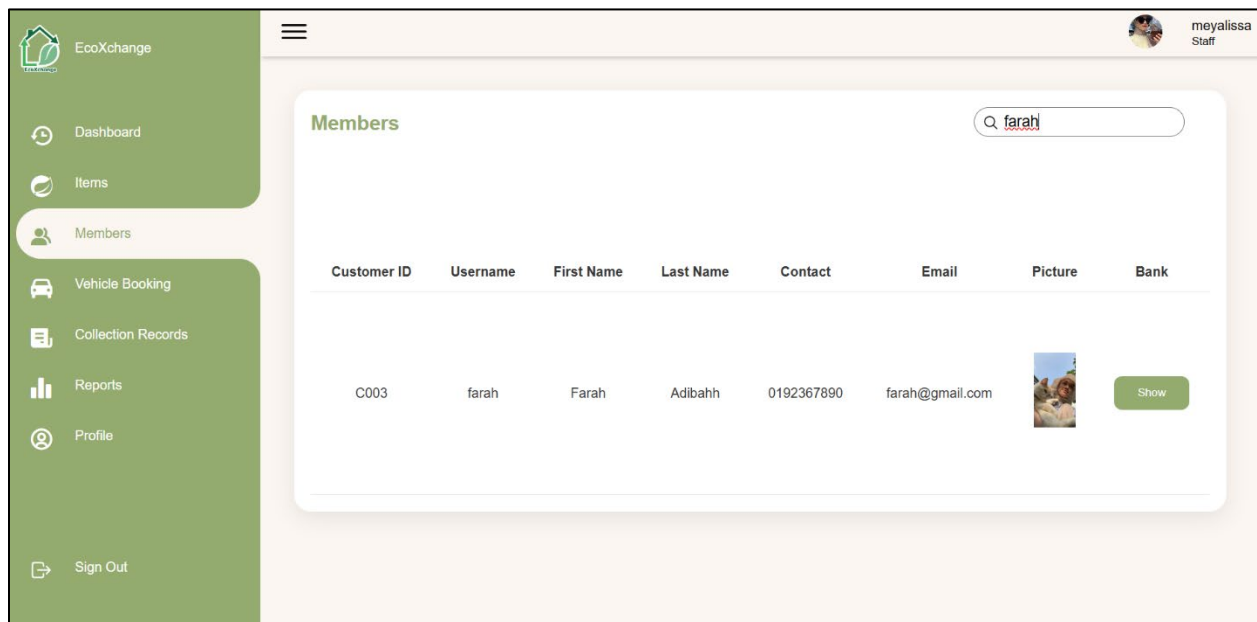 EcoXchange
EcoXchange
meyalissa
Staff
Dashboard
Items
Members
Vehicle Booking
Collection Records
Reports
Profile
Sign Out
Members
farah
Customer ID Username First Name Last Name Contact Email Picture Bank
C003 farah Farah Adibahh 0192367890 farah@gmail.com Show